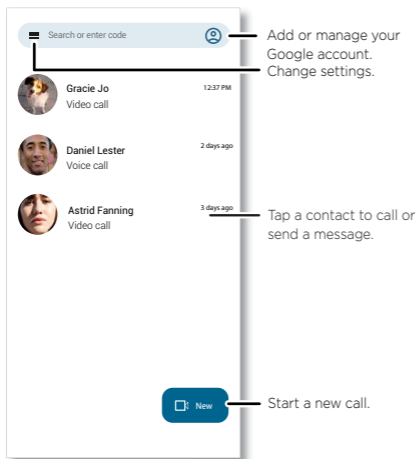 Search or enter code
Add or manage your
Google account.
Change settings.
Gracie Jo
12:37 PM
Video call
Daniel Lester
2 days ago
Voice call
Astrid Fanning
3 days ago
Video call
Tap a contact to call or
send a message.
New
Start a new call.